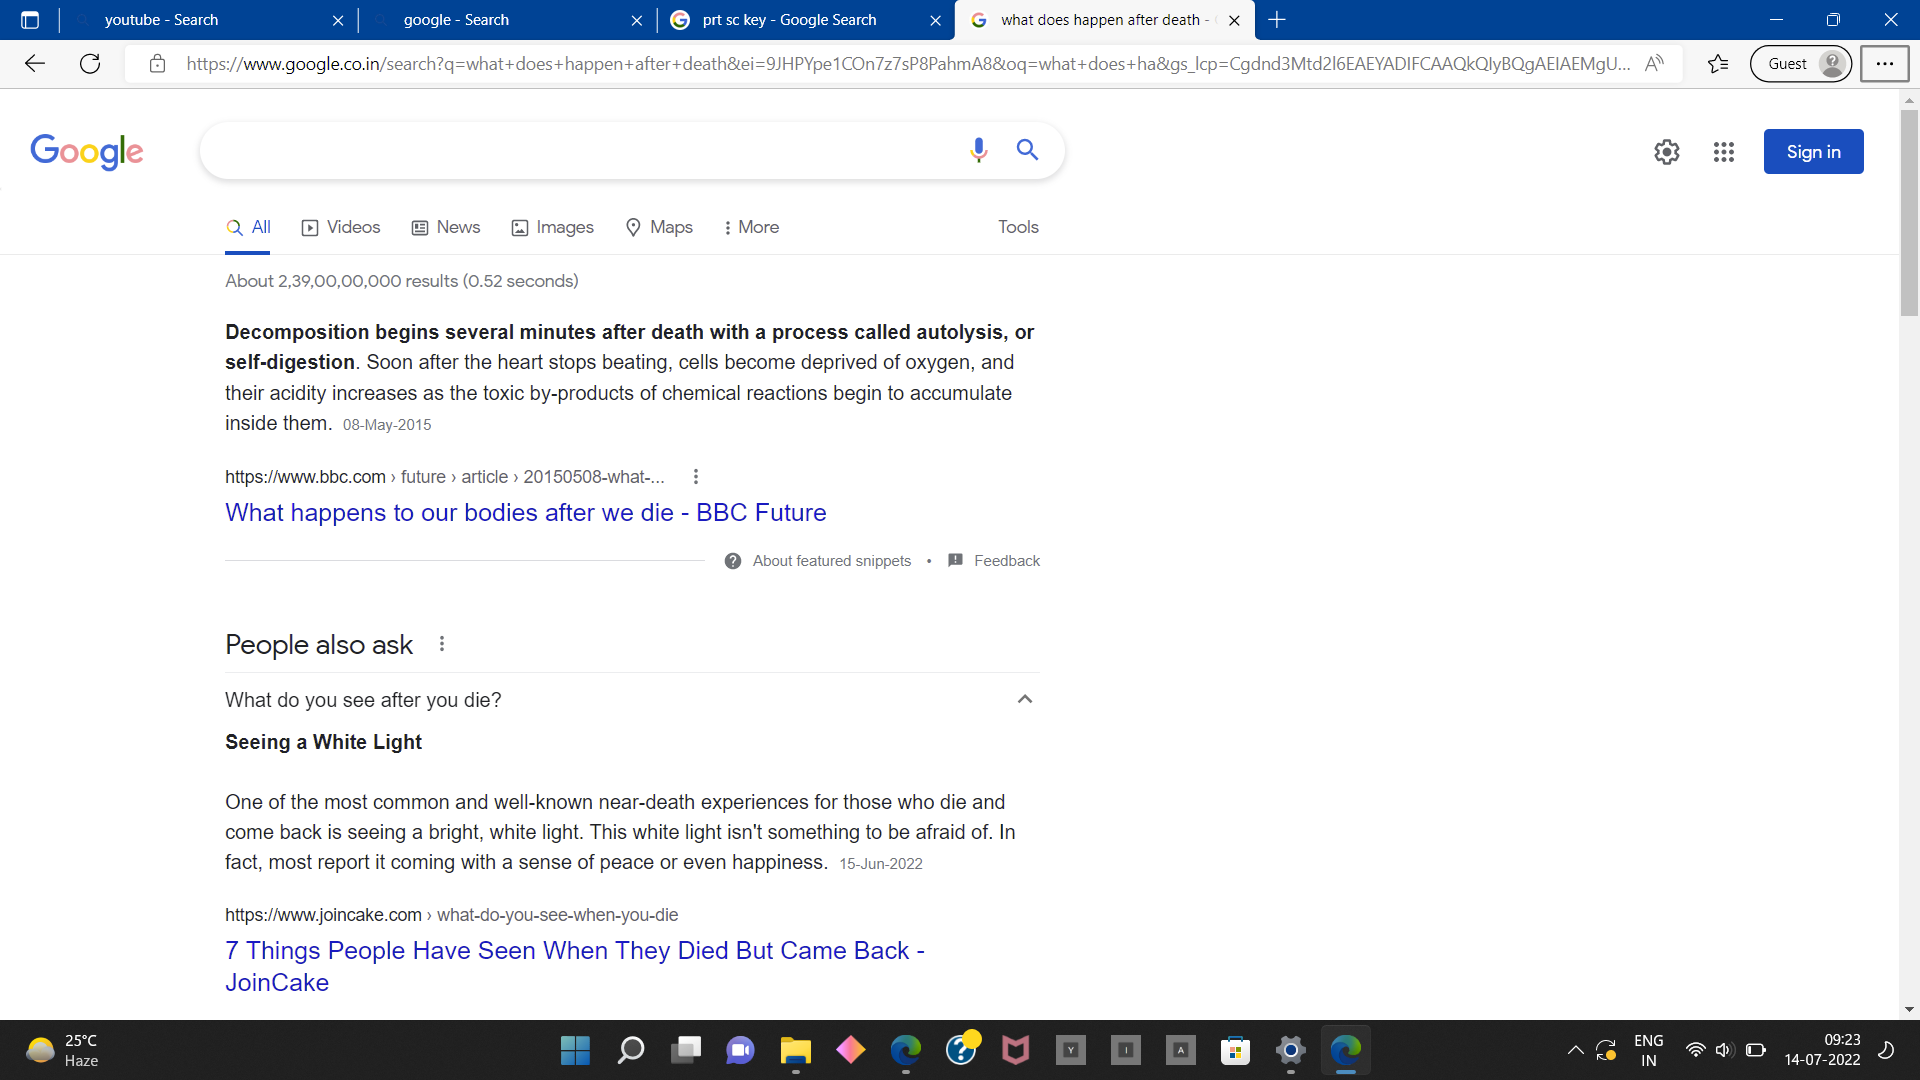 youtube - Search
google - Search
prt sc key - Google Search
what does happen after death -
https://www.google.co.in/search?q=what+does+happen+after+death&ei=9JHPYpe1COn7z7sP8PahmA8&oq=what+does+ha&gs_lcp=Cgdnd3Mtd2l6EAEYADIFCAAQkQIyBQgAEIAEMgU...
Guest
Google
Sign in
All
Videos
News
Images
Maps
More
Tools
About 2,39,00,00,000 results (0.52 seconds)
Decomposition begins several minutes after death with a process called autolysis, or
self-digestion. Soon after the heart stops beating, cells become deprived of oxygen, and
their acidity increases as the toxic by-products of chemical reactions begin to accumulate
inside them. 08-May-2015
https://www.bbc.com › future › article › 20150508-what-...
What happens to our bodies after we die - BBC Future
About featured snippets • Feedback
People also ask
What do you see after you die?
Seeing a White Light
One of the most common and well-known near-death experiences for those who die and
come back is seeing a bright, white light. This white light isn't something to be afraid of. In
fact, most report it coming with a sense of peace or even happiness. 15-Jun-2022
https://www.joincake.com › what-do-you-see-when-you-die
7 Things People Have Seen When They Died But Came Back -
JoinCake
25°C
Haze
Y
I
A
ENG
IN
09:23
14-07-2022